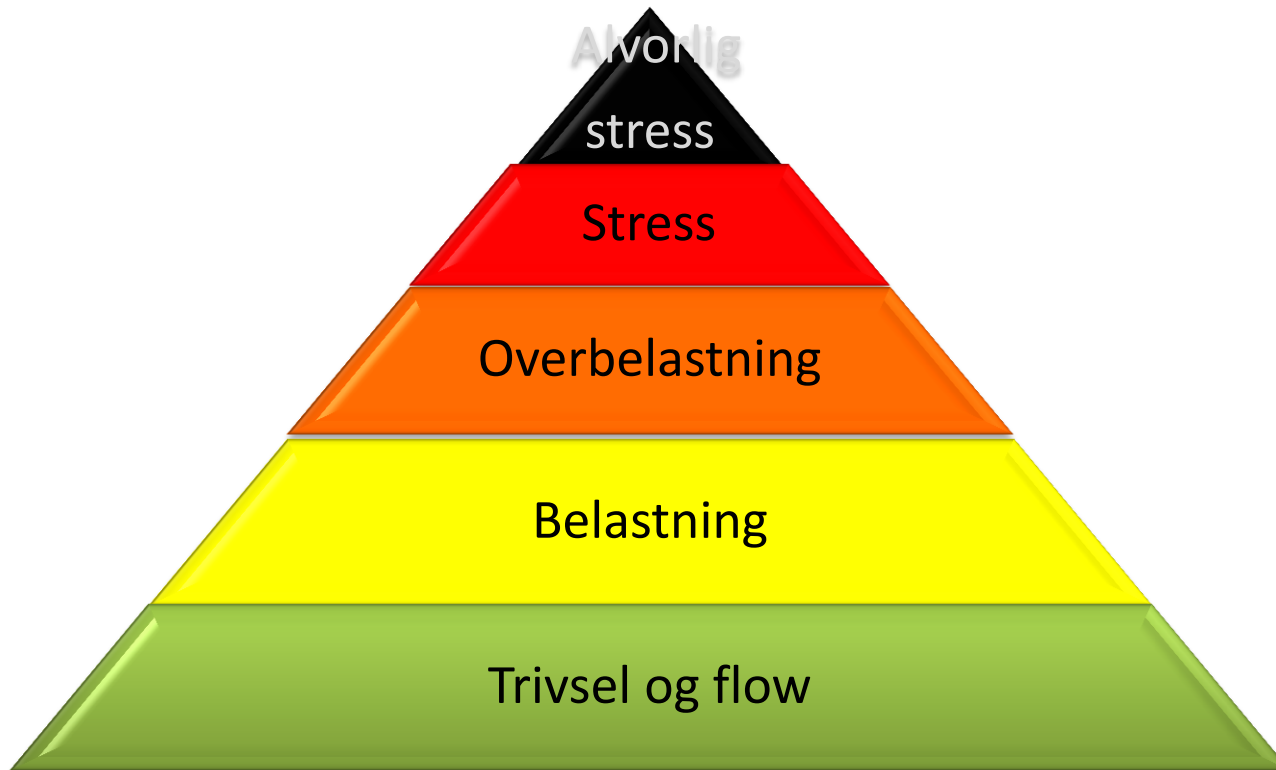 Alvorlig
stress
Stress
Overbelastning
Belastning
Trivsel og flow